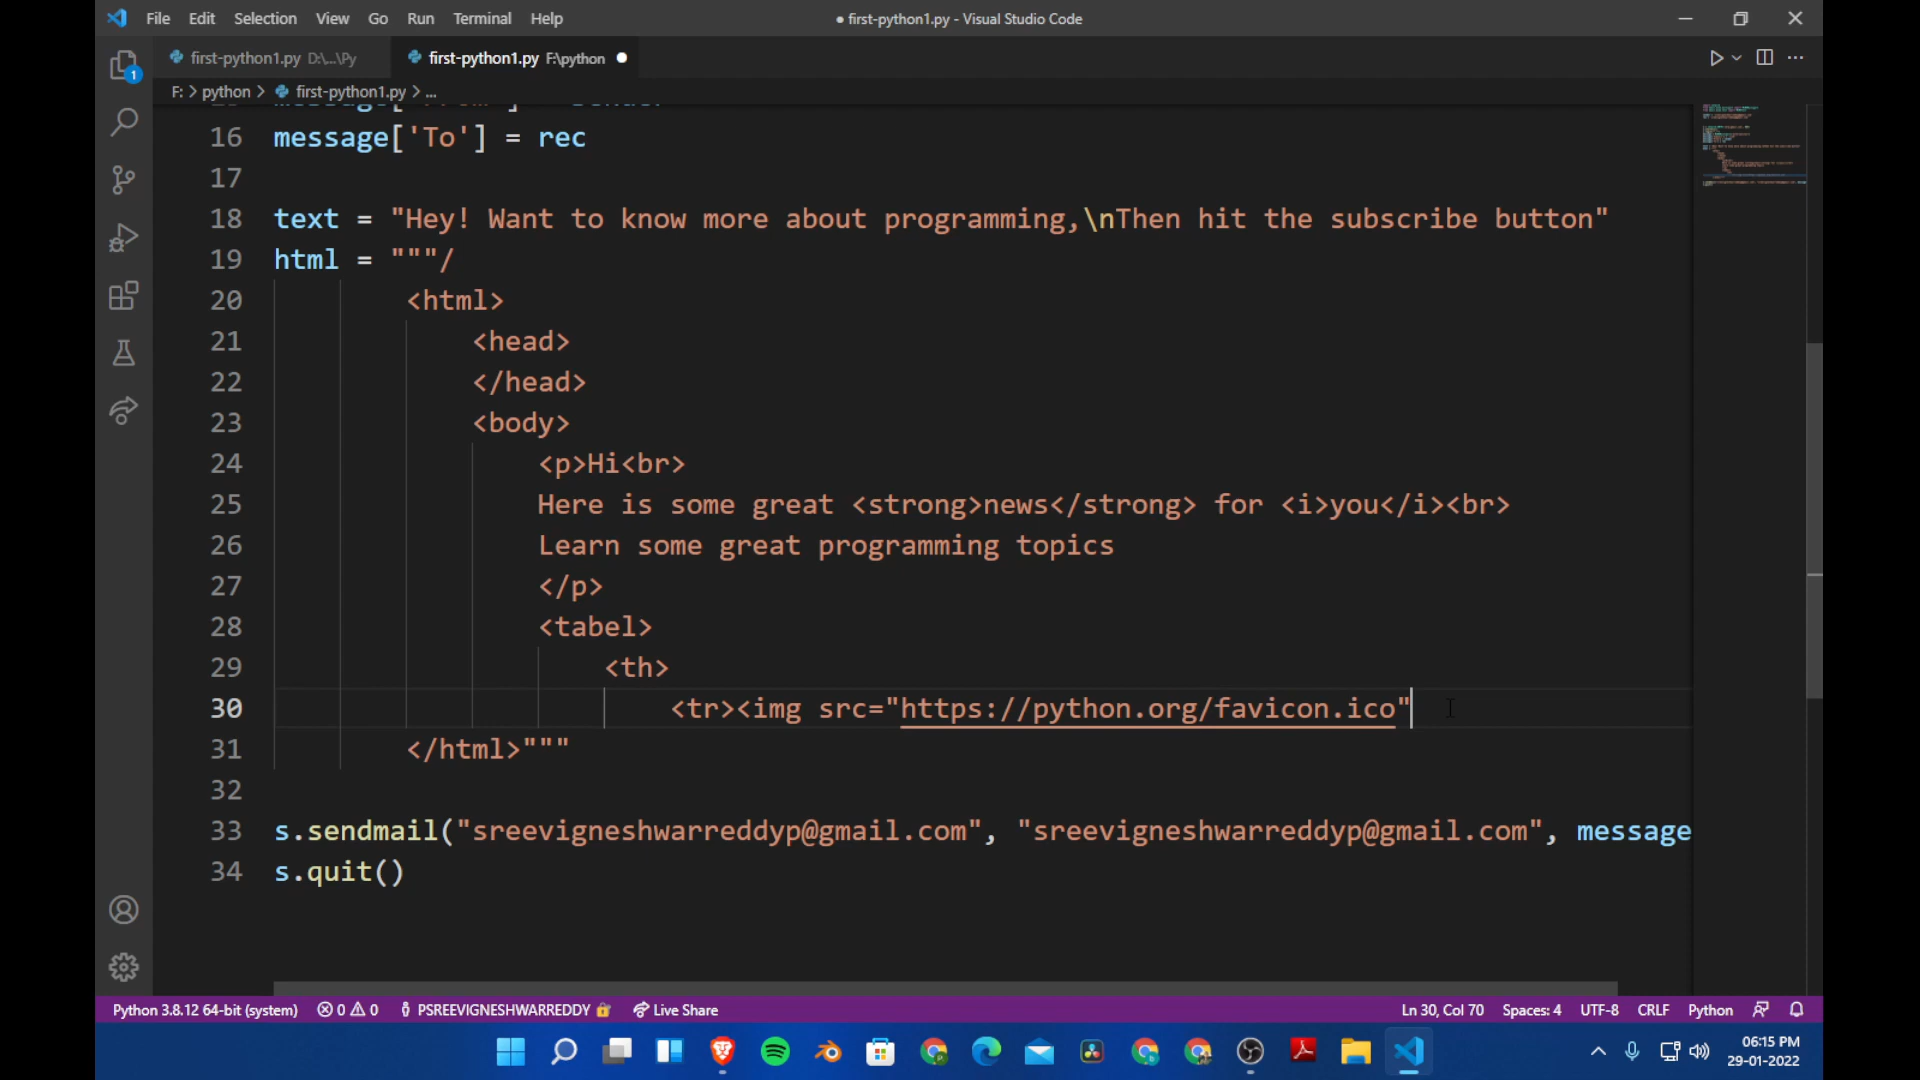 File Edit Selection View Go Run Terminal Help
● first-python1.py - Visual Studio Code
first-python1.py D:\...\Py
first-python1.py F:\python
F: > python > first-python1.py > ...
1
16 message['To'] = rec
17
18 text = "Hey! Want to know more about programming,\nThen hit the subscribe button"
19 html = """/
20 <html>
21 <head>
22 </head>
23 <body>
24 <p>Hi<br>
25 Here is some great <strong>news</strong> for <i>you</i><br>
26 Learn some great programming topics
27 </p>
28 <tabel>
29 <th>
30 <tr><img src="https://python.org/favicon.ico"
31 </html>"""
32
33 s.sendmail("sreevigneshwarreddyp@gmail.com", "sreevigneshwarreddyp@gmail.com", message
34 s.quit()
Python 3.8.12 64-bit (system) 0 0 PSREEVIGNESHWARREDDY Live Share
Ln 30, Col 70 Spaces: 4 UTF-8 CRLF Python
06:15 PM
29-01-2022